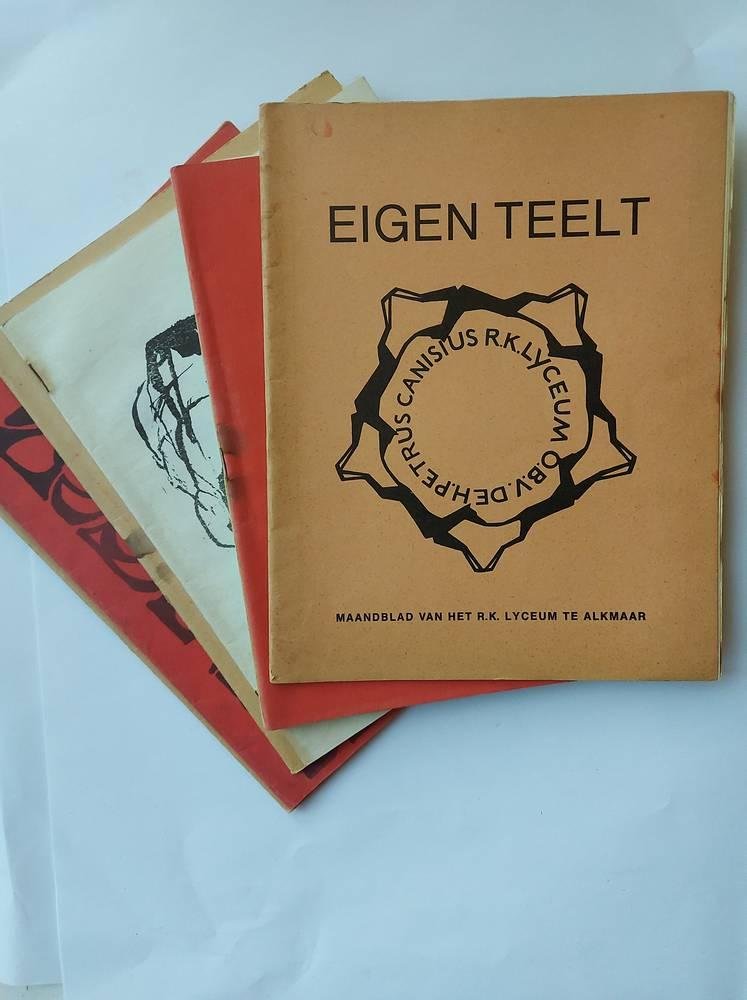 EIGEN TEELT
PETRUS CANISIUS R.K. LYCEUM O.B.V. DE H.
MAANDBLAD VAN HET R.K. LYCEUM TE ALKMAAR